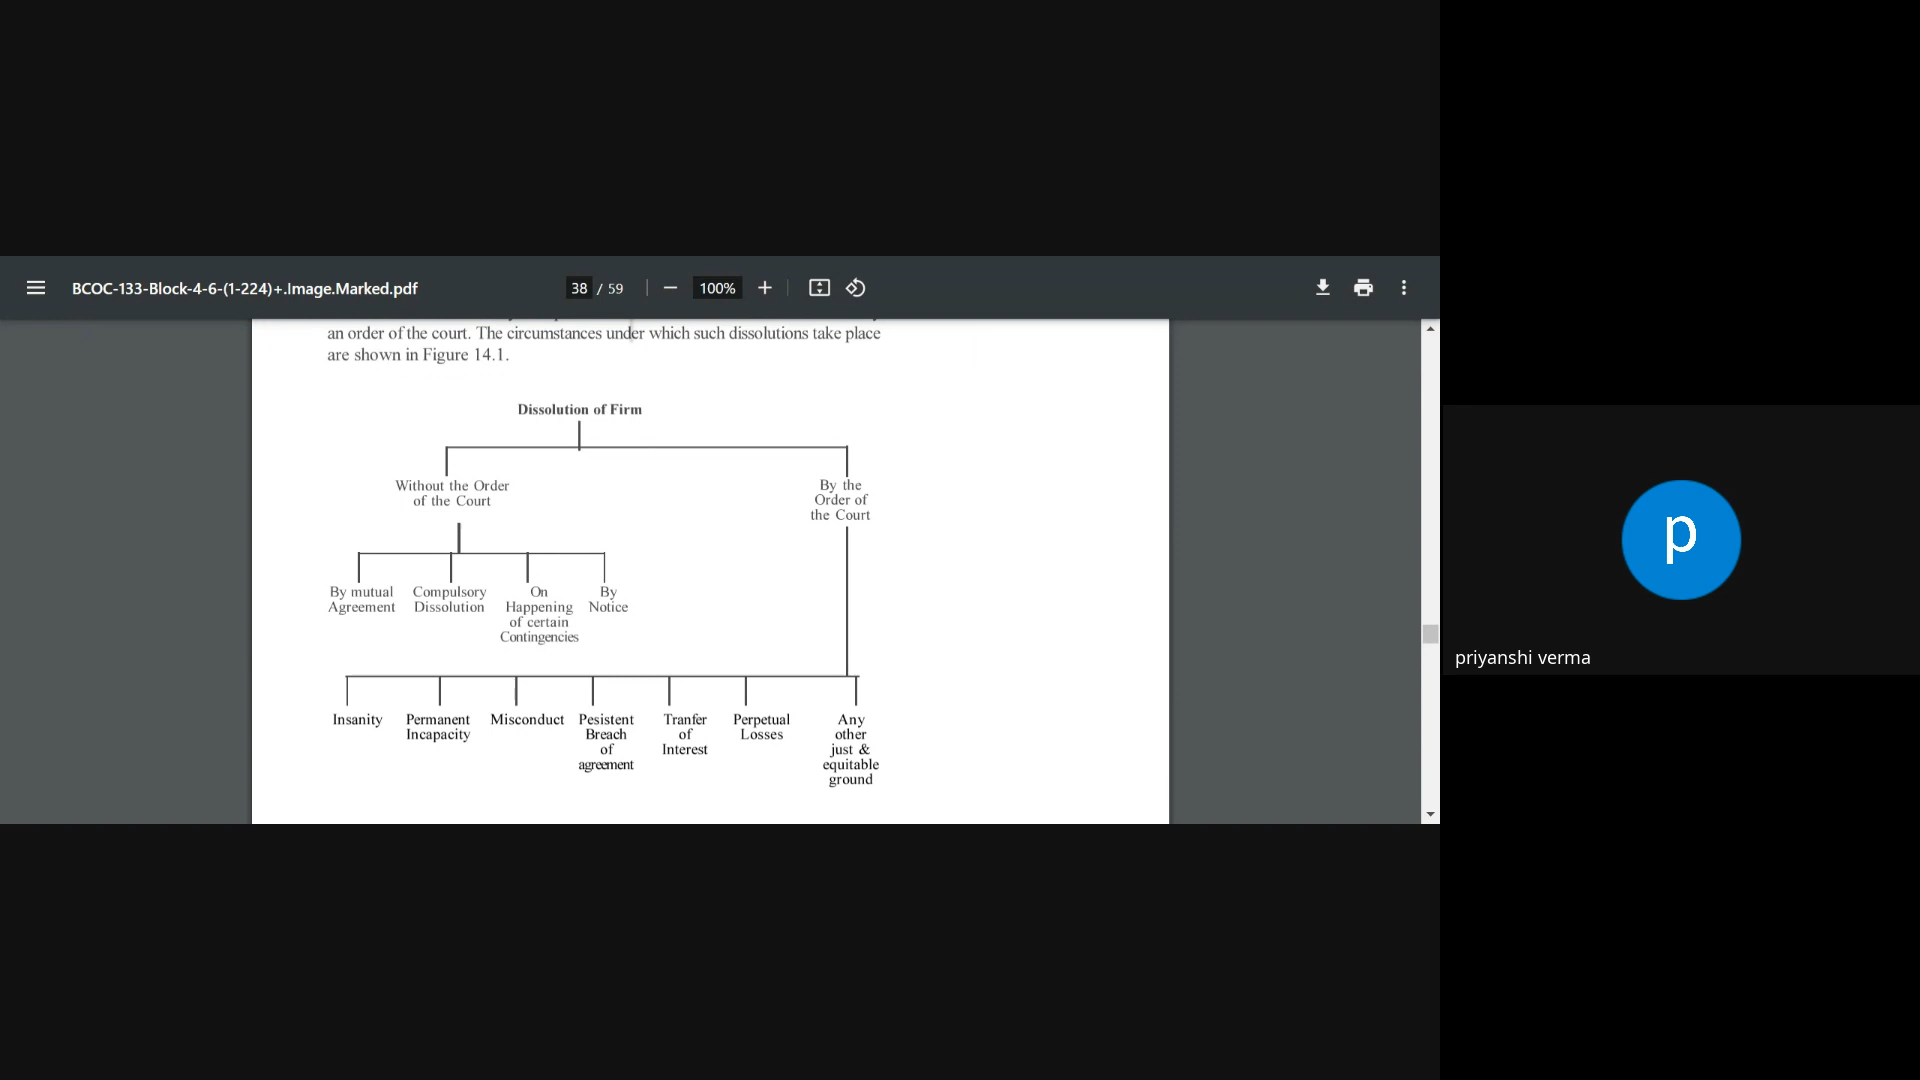 BCOC-133-Block-4-6-(1-224)+.Image.Marked.pdf
38 / 59
100%
an order of the court. The circumstances under which such dissolutions take place
are shown in Figure 14.1.
Dissolution of Firm
Without the Order
of the Court
By the
Order of
the Court
By mutual
Agreement
Compulsory
Dissolution
On
Happening
of certain
Contingencies
By
Notice
Insanity
Permanent
Incapacity
Misconduct
Pesistent
Breach
of
agreement
Tranfer
of
Interest
Perpetual
Losses
Any
other
just &
equitable
ground
p
priyanshi verma